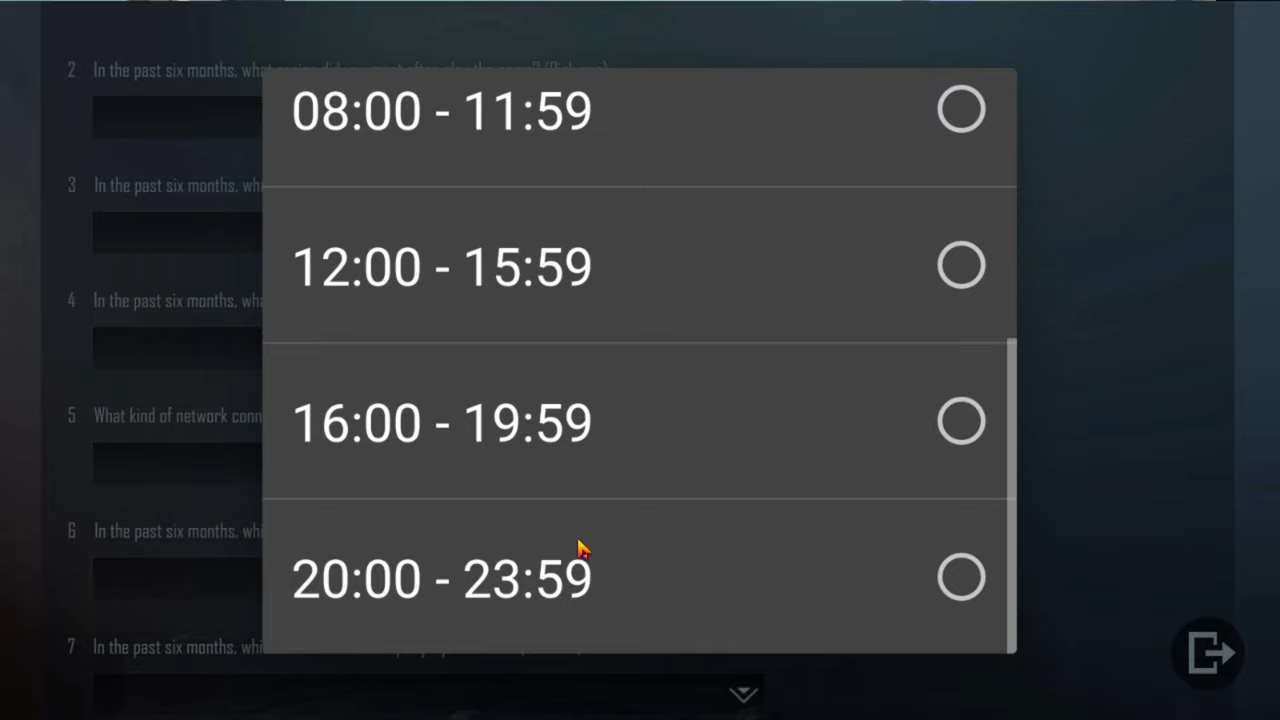 2 In the past six months, what
08:00 - 11:59
3 In the past six months, wha
12:00 - 15:59
4 In the past six months, wha
16:00 - 19:59
5 What kind of network conn
6 In the past six months, whi
20:00 - 23:59
7 In the past six months, whi